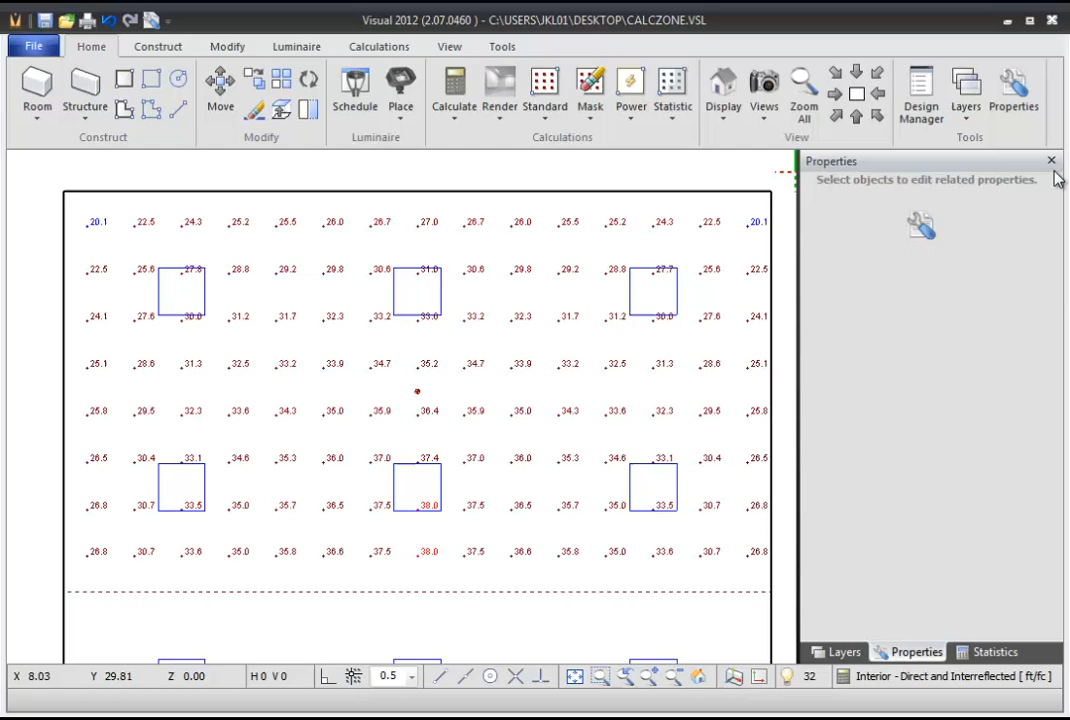 Visual 2012 (2.07.0460) - C:\USERS\JKL01\DESKTOP\CALCZONE.VSL
File Home Construct Modify Luminaire Calculations View Tools
Room Structure Move Schedule Place Calculate Render Standard Mask Power Statistic Display Views Zoom All Design Manager Layers Properties
Construct Modify Luminaire Calculations View Tools
Properties
Select objects to edit related properties.
20.1 22.5 24.3 25.2 25.5 26.0 26.7 27.0 26.7 26.0 25.5 25.2 24.3 22.5 20.1
22.5 25.6 27.8 28.8 29.2 29.8 30.6 31.0 30.6 29.8 29.2 28.8 27.7 25.6 22.5
24.1 27.6 30.0 31.2 31.7 32.3 33.2 33.0 33.2 32.3 31.7 31.2 30.0 27.6 24.1
25.1 28.6 31.3 32.5 33.2 33.9 34.7 35.2 34.7 33.9 33.2 32.5 31.3 28.6 25.1
25.8 29.5 32.3 33.6 34.3 35.0 35.9 36.4 35.9 35.0 34.3 33.6 32.3 29.5 25.8
26.5 30.4 33.1 34.6 35.3 36.0 37.0 37.4 37.0 36.0 35.3 34.6 33.1 30.4 26.5
26.8 30.7 33.5 35.0 35.7 36.5 37.5 38.0 37.5 36.5 35.7 35.0 33.5 30.7 26.8
26.8 30.7 33.6 35.0 35.8 36.6 37.5 38.0 37.5 36.6 35.8 35.0 33.6 30.7 26.8
Layers Properties Statistics
X 8.03 Y 29.81 Z 0.00 H 0 V 0 0.5 32 Interior - Direct and Interreflected [ ft/fc ]